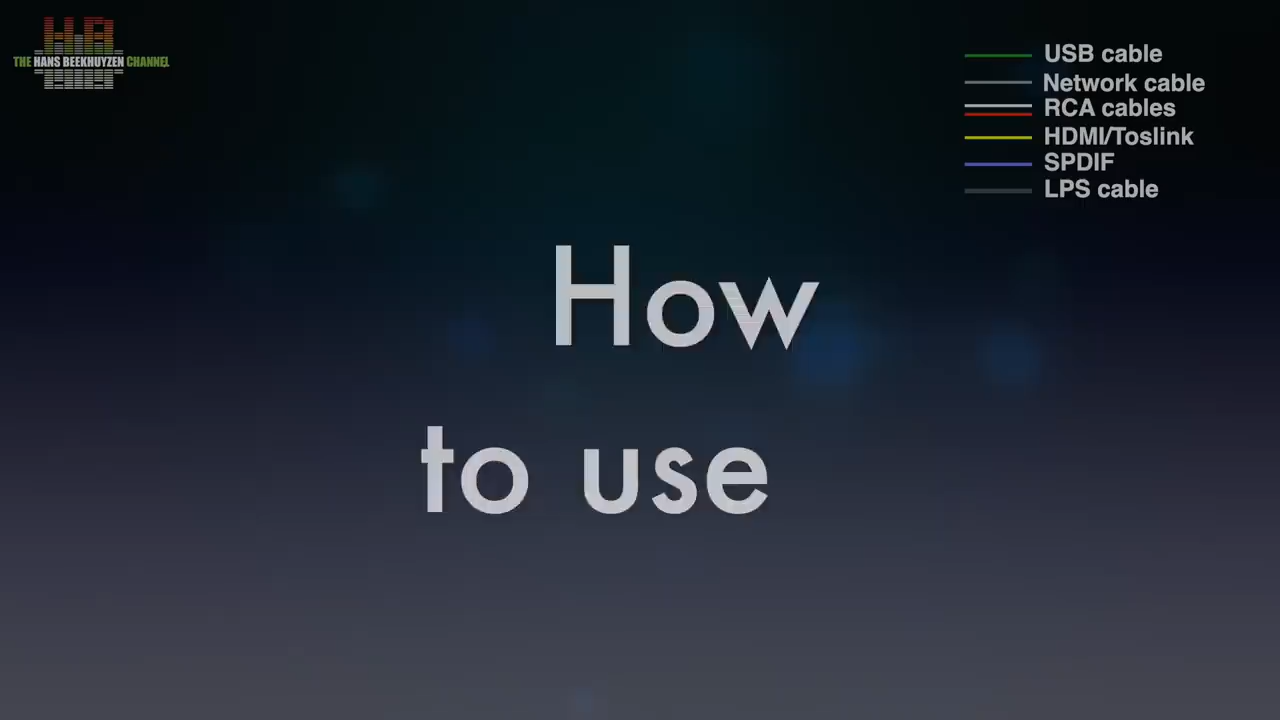 THE HANS BEEKHUYZEN CHANNEL
USB cable
Network cable
RCA cables
HDMI/Toslink
SPDIF
LPS cable
How
to use